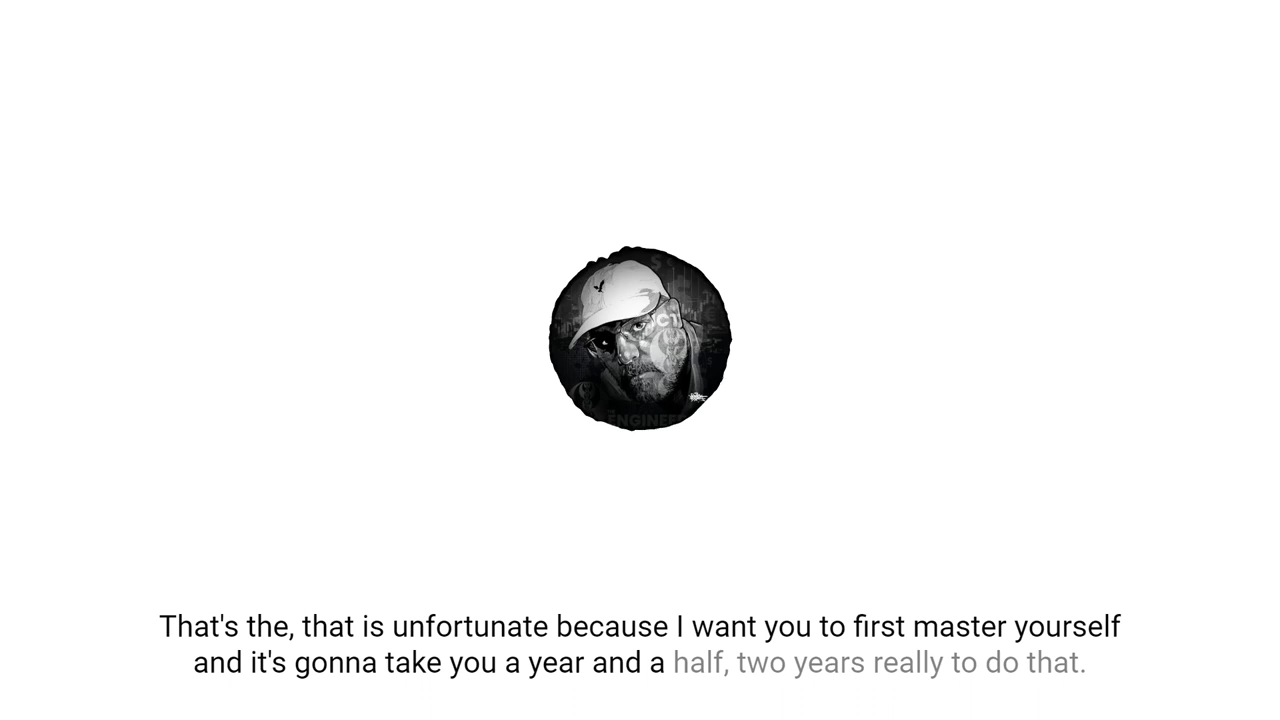 ENGINEE
That's the, that is unfortunate because I want you to first master yourself
and it's gonna take you a year and a half, two years really to do that.